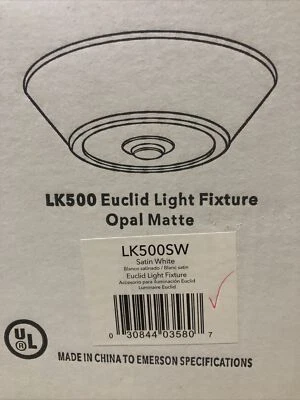 LK500 Euclid Light Fixture
Opal Matte
LK500SW
Satin White
Blanco satinado / Blanc satin
Euclid Light Fixture
Accesorio para iluminación Euclid
Luminaire Euclid
0 30844 03580 7
UL
®
MADE IN CHINA TO EMERSON SPECIFICATIONS